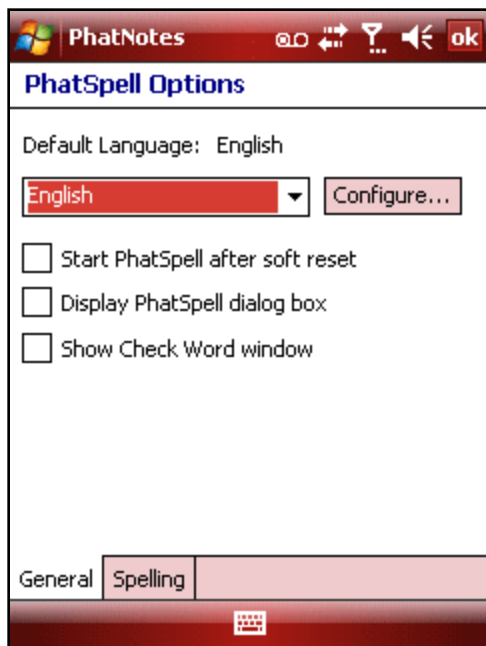 PhatNotes ok
PhatSpell Options
Default Language: English
English Configure...
Start PhatSpell after soft reset
Display PhatSpell dialog box
Show Check Word window
General Spelling